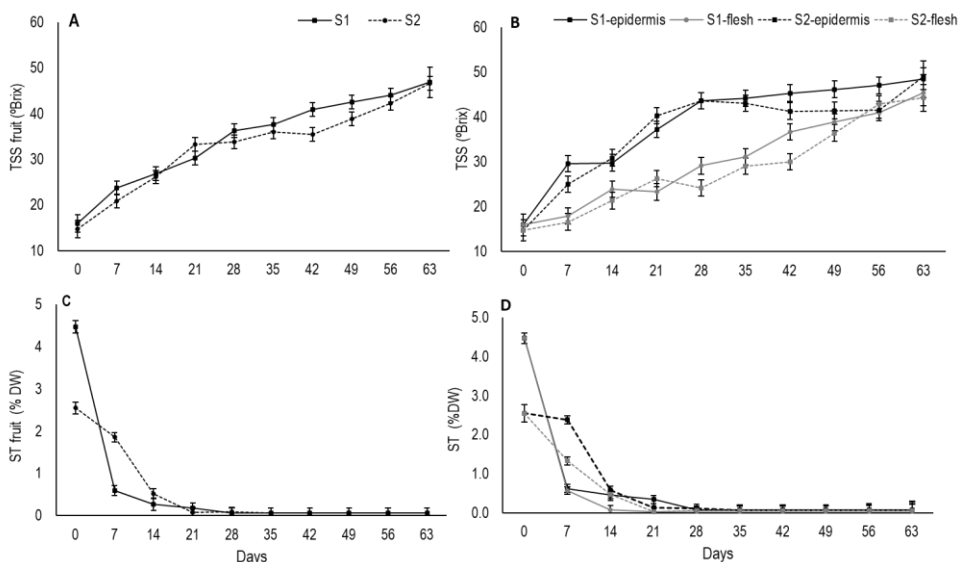 A
S1 S2
TSS fruit (ºBrix)
50
40
30
20
10
0 7 14 21 28 35 42 49 56 63
B
S1-epidermis S1-flesh S2-epidermis S2-flesh
TSS (ºBrix)
60
50
40
30
20
10
0 7 14 21 28 35 42 49 56 63
C
ST fruit (% DW)
5
4
3
2
1
0
0 7 14 21 28 35 42 49 56 63
Days
D
ST (%DW)
5.0
4.0
3.0
2.0
1.0
0.0
0 7 14 21 28 35 42 49 56 63
Days